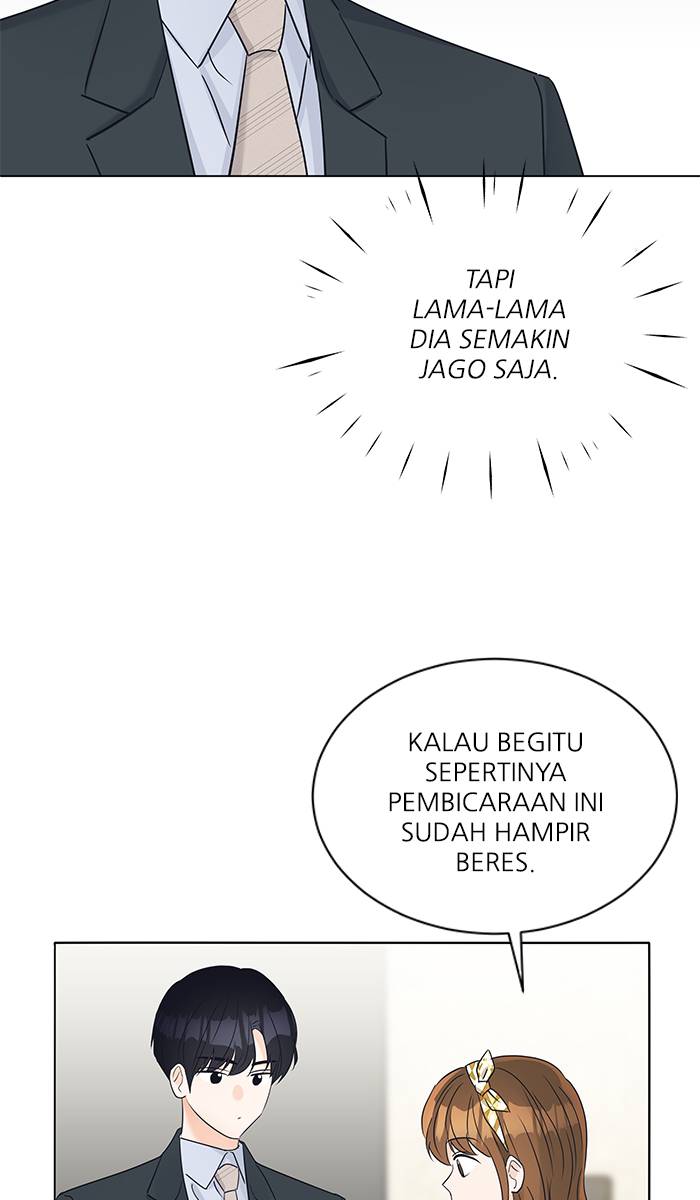 TAPI
LAMA-LAMA
DIA SEMAKIN
JAGO SAJA.
KALAU BEGITU
SEPERTINYA
PEMBICARAAN INI
SUDAH HAMPIR
BERES.